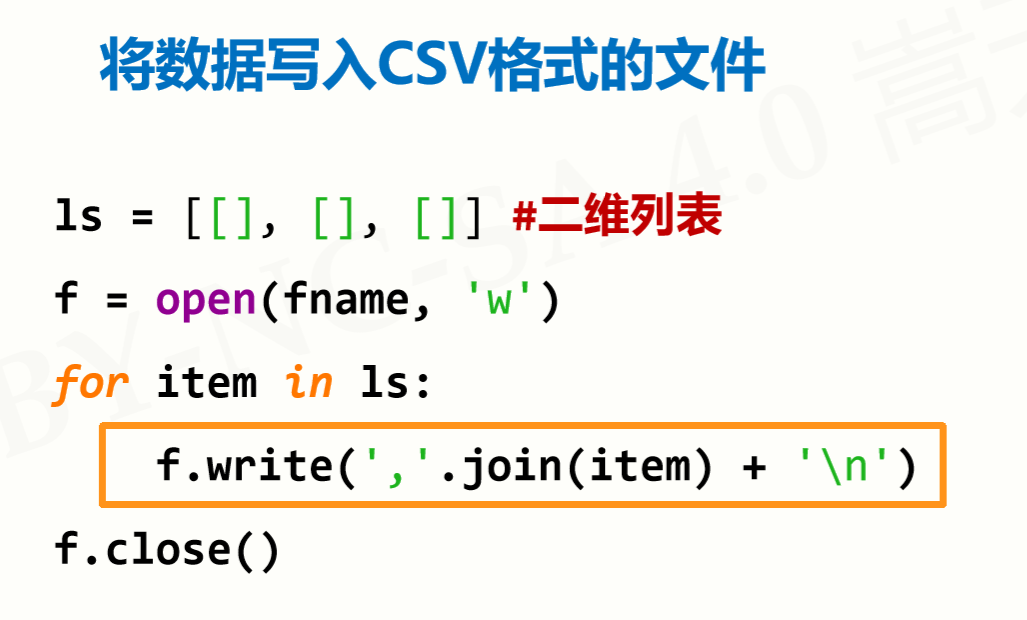 将数据写入CSV格式的文件
ls = [[], [], []] #二维列表
f = open(fname, 'w')
for item in ls:
    f.write(','.join(item) + '\n')
f.close()
BY-NC-SA 4.0 嵩天